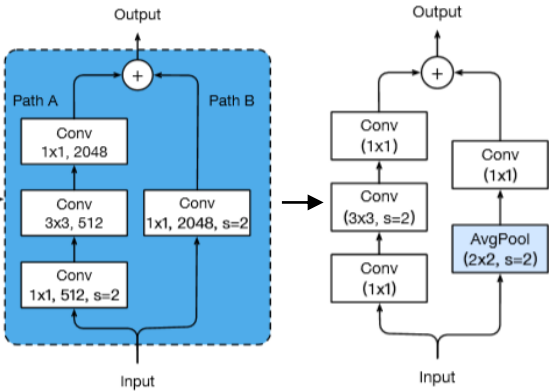 Output
+
Path A
Path B
Conv
1x1, 2048
Conv
3x3, 512
Conv
1x1, 2048, s=2
Conv
1x1, 512, s=2
Input
Output
+
Conv
(1x1)
Conv
(1x1)
Conv
(3x3, s=2)
AvgPool
(2x2, s=2)
Conv
(1x1)
Input